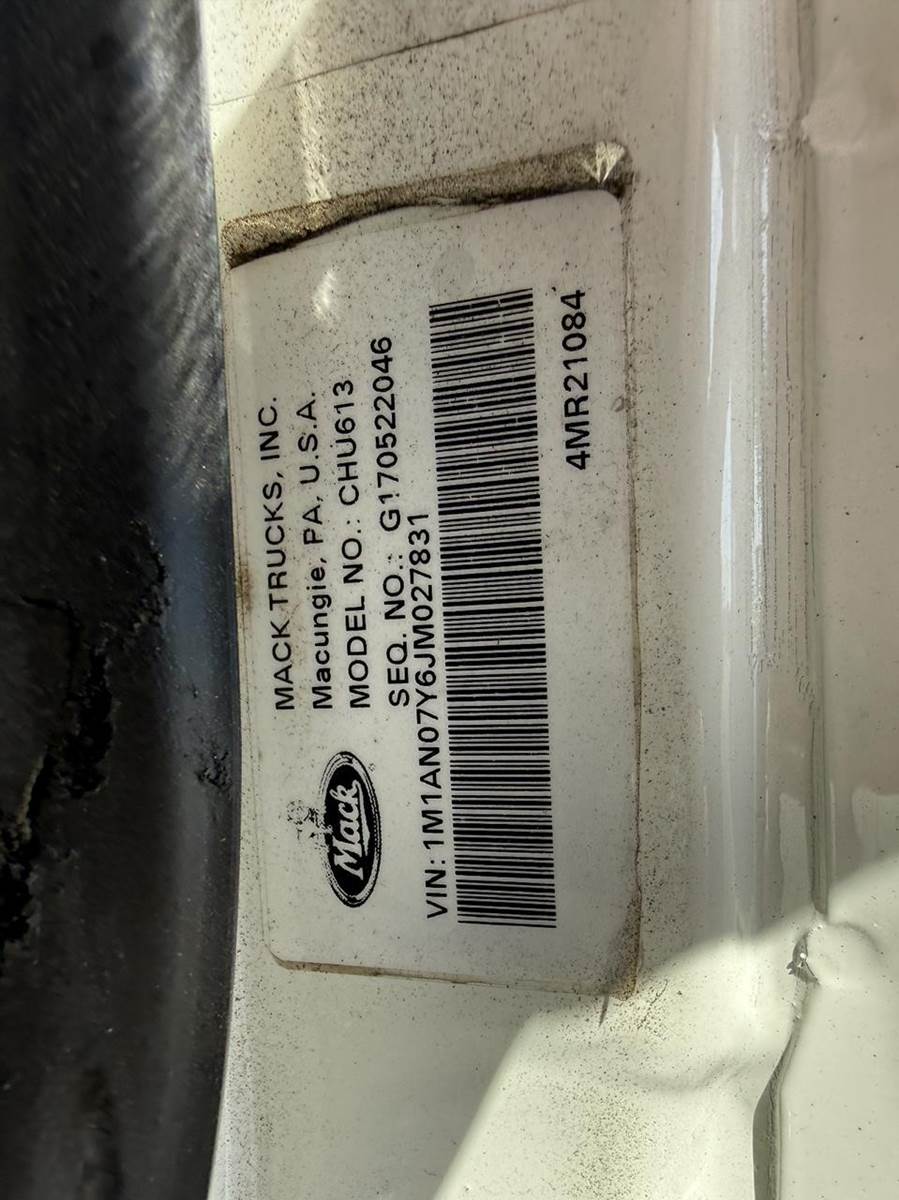 MACK TRUCKS, INC.
Macungie, PA, U.S.A.
MODEL NO.: CHU613
SEQ. NO.: G170522046
Mack
VIN: 1M1AN07Y6JM027831
4MR21084